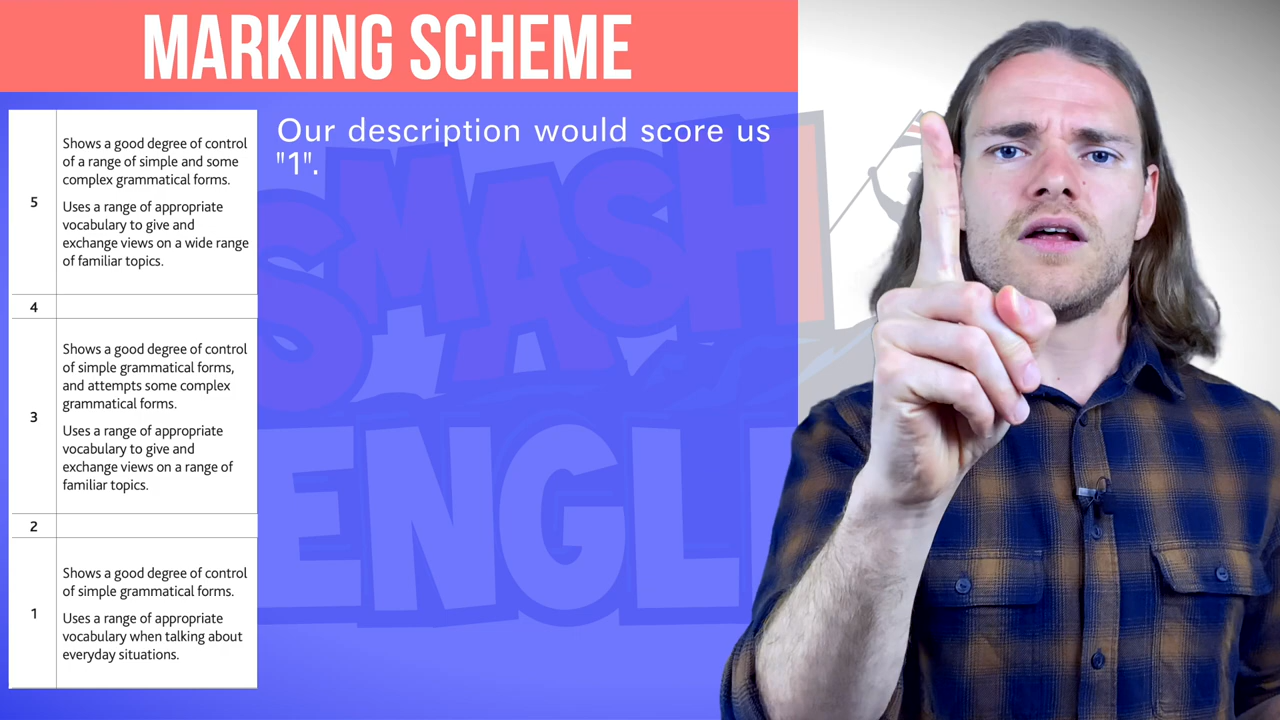 MARKING SCHEME
5
Shows a good degree of control
of a range of simple and some
complex grammatical forms.
Uses a range of appropriate
vocabulary to give and
exchange views on a wide range
of familiar topics.
4
3
Shows a good degree of control
of simple grammatical forms,
and attempts some complex
grammatical forms.
Uses a range of appropriate
vocabulary to give and
exchange views on a range of
familiar topics.
2
1
Shows a good degree of control
of simple grammatical forms.
Uses a range of appropriate
vocabulary when talking about
everyday situations.
Our description would score us
"1".
SMASH
ENGL